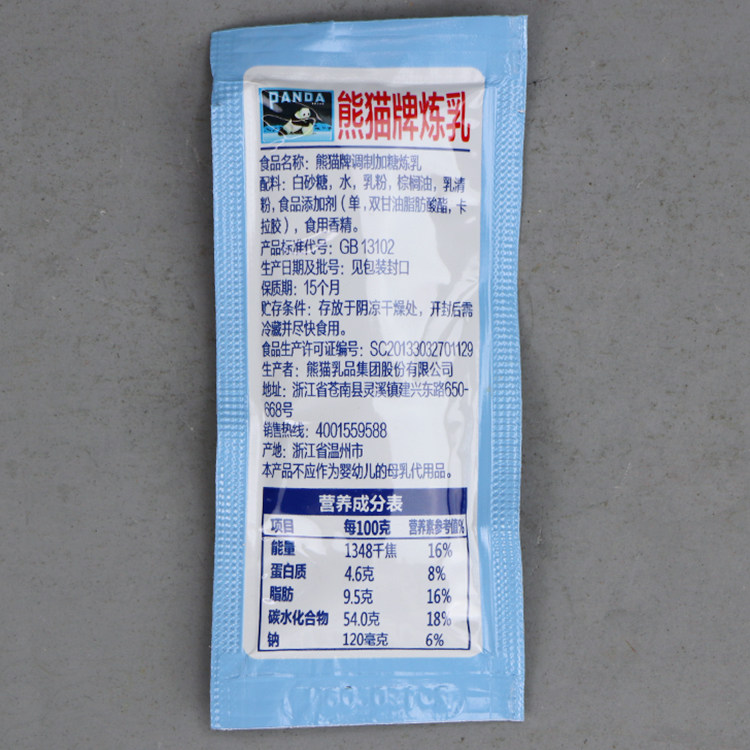 PANDA
熊猫牌炼乳
食品名称：熊猫牌调制加糖炼乳
配料：白砂糖，水，乳粉，棕榈油，乳清
粉，食品添加剂（单，双甘油脂肪酸酯，卡
拉胶），食用香精。
产品标准代号：GB 13102
生产日期及批号：见包装封口
保质期：15个月
贮存条件：存放于阴凉干燥处，开封后需
冷藏并尽快食用。
食品生产许可证编号：SC20133032701129
生产者：熊猫乳品集团股份有限公司
地址：浙江省苍南县灵溪镇建兴东路650-
668号
销售热线：4001559588
产地：浙江省温州市
本产品不应作为婴幼儿的母乳代用品。
营养成分表
项目 每100克 营养素参考值%
能量 1348千焦 16%
蛋白质 4.6克 8%
脂肪 9.5克 16%
碳水化合物 54.0克 18%
钠 120毫克 6%